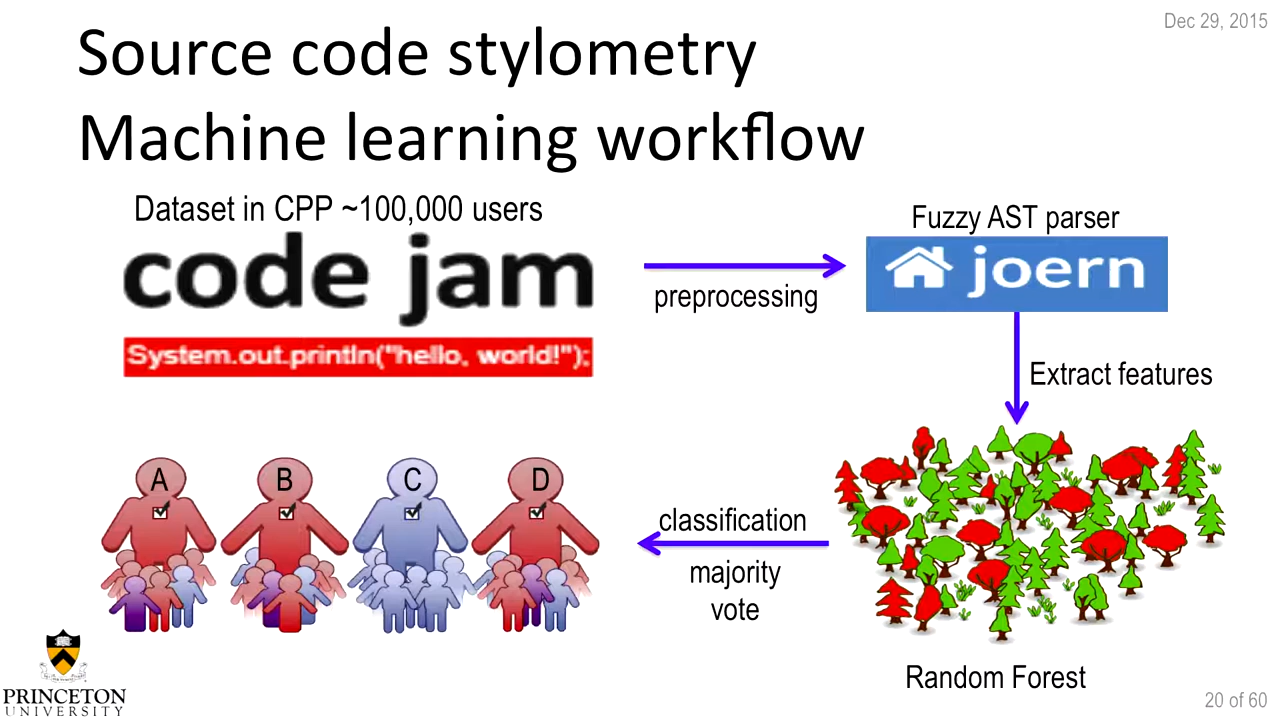 Dec 29, 2015
Source code stylometry
Machine learning workflow
Dataset in CPP ~100,000 users
code jam
System.out.println("hello, world!");
preprocessing
Fuzzy AST parser
joern
Extract features
A
B
C
D
classification
majority
vote
Random Forest
PRINCETON
UNIVERSITY
20 of 60